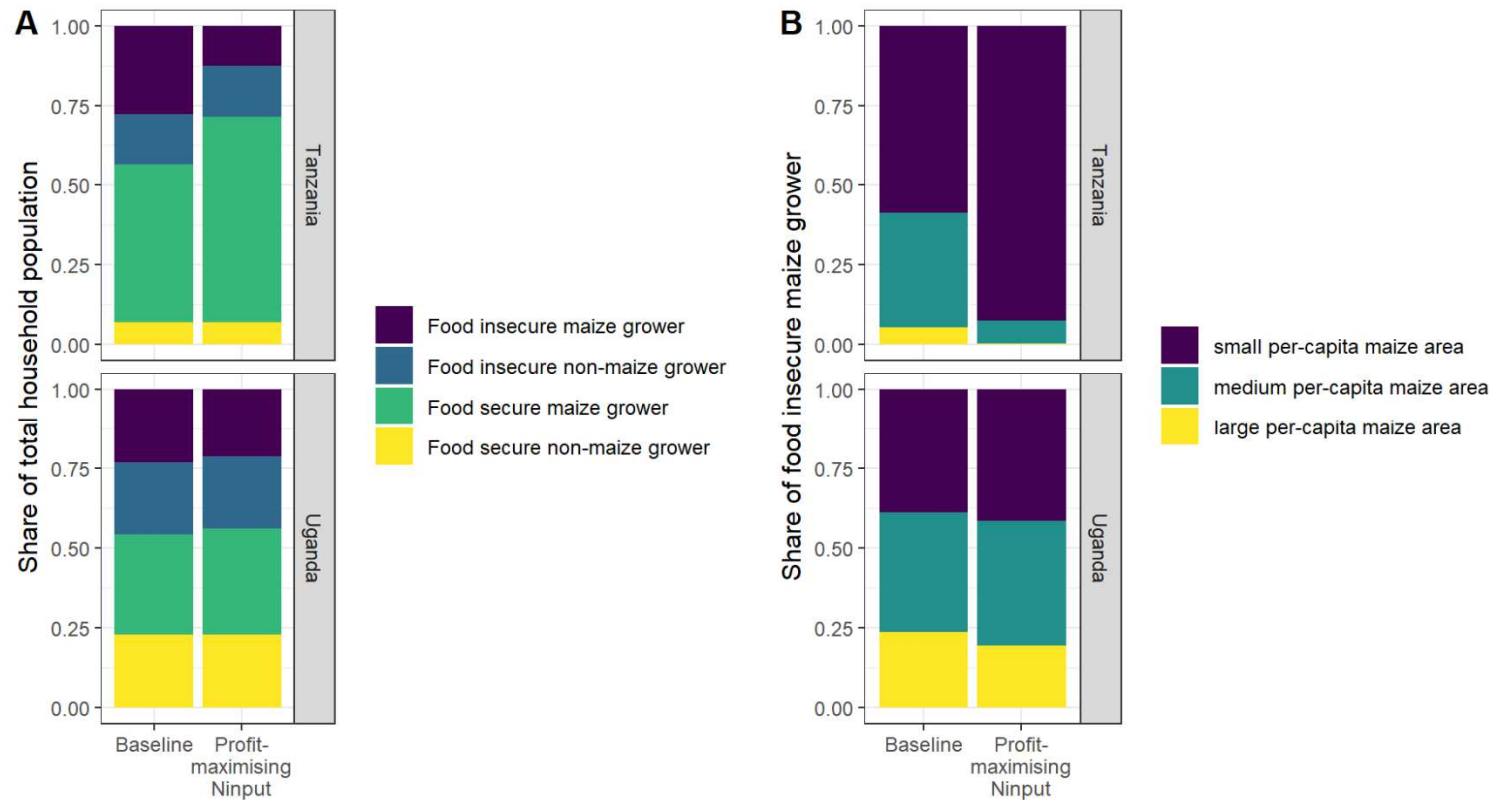 A
Share of total household population
1.00
0.75
0.50
0.25
0.00
Tanzania
1.00
0.75
0.50
0.25
0.00
Uganda
Baseline
Profit-
maximising
Ninput
Food insecure maize grower
Food insecure non-maize grower
Food secure maize grower
Food secure non-maize grower
B
Share of food insecure maize grower
1.00
0.75
0.50
0.25
0.00
Tanzania
1.00
0.75
0.50
0.25
0.00
Uganda
Baseline
Profit-
maximising
Ninput
small per-capita maize area
medium per-capita maize area
large per-capita maize area